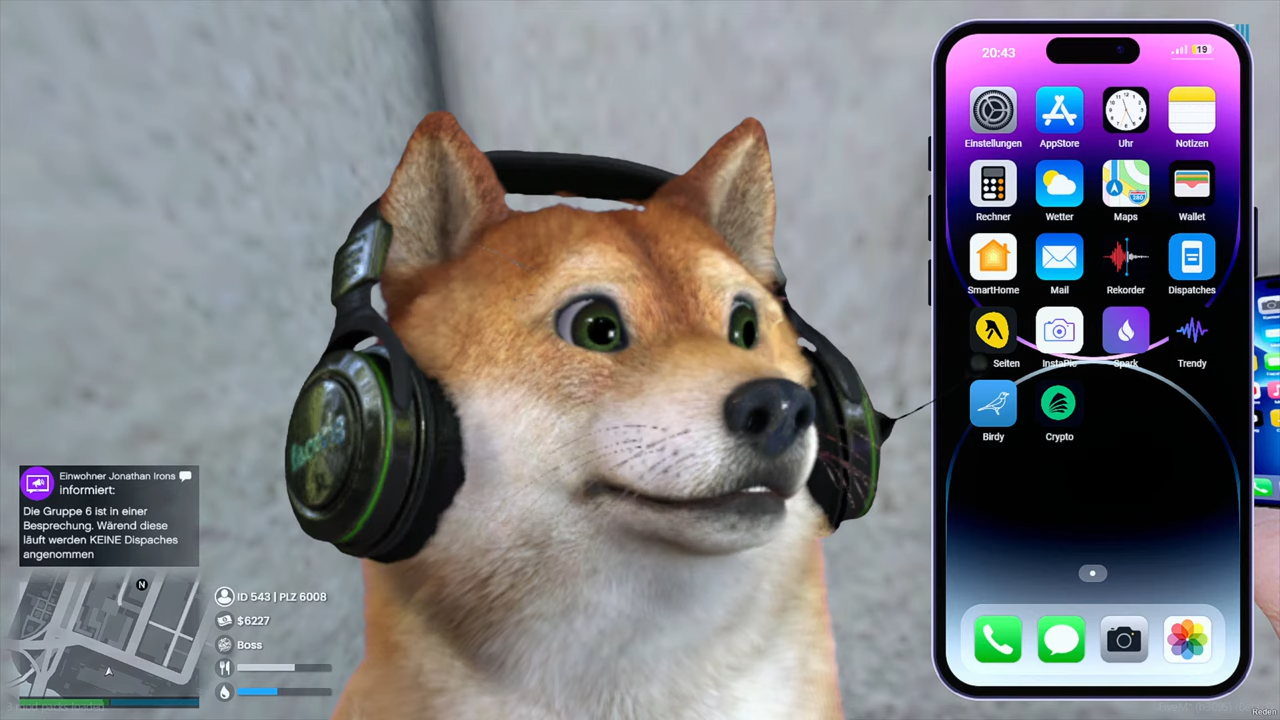 20:43
19
Einstellungen
AppStore
Uhr
Notizen
Rechner
Wetter
Maps
Wallet
SmartHome
Mail
Rekorder
Dispatches
Seiten
InstaPic
Spark
Trendy
Birdy
Crypto
Einwohner Jonathan Irons
informiert:
Die Gruppe 6 ist in einer
Besprechung. Wärend diese
läuft werden KEINE Dispaches
angenommen
N
ID 543 | PLZ 6008
$6227
Boss
Reden